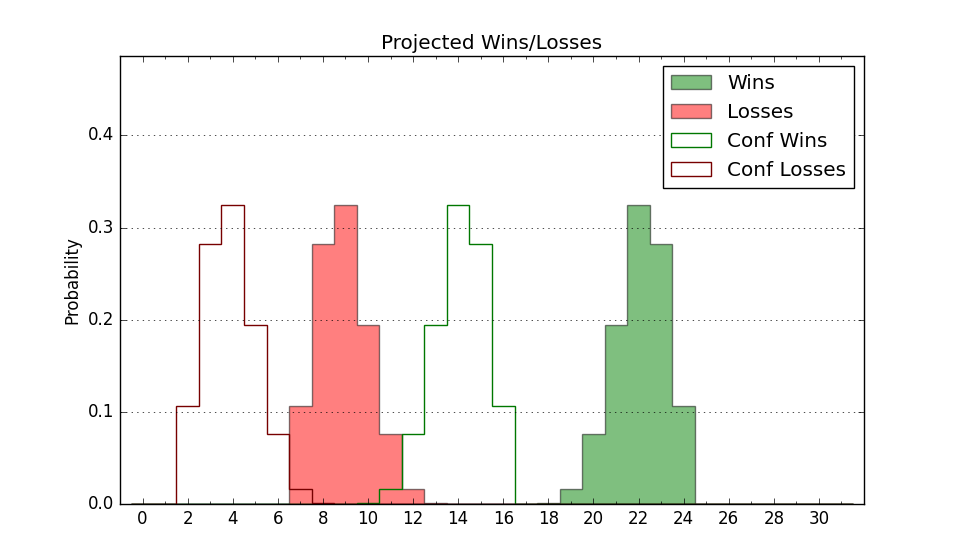 Projected Wins/Losses
Wins
Losses
Conf Wins
Conf Losses
Probability
0.4
0.3
0.2
0.1
0.0
0 2 4 6 8 10 12 14 16 18 20 22 24 26 28 30